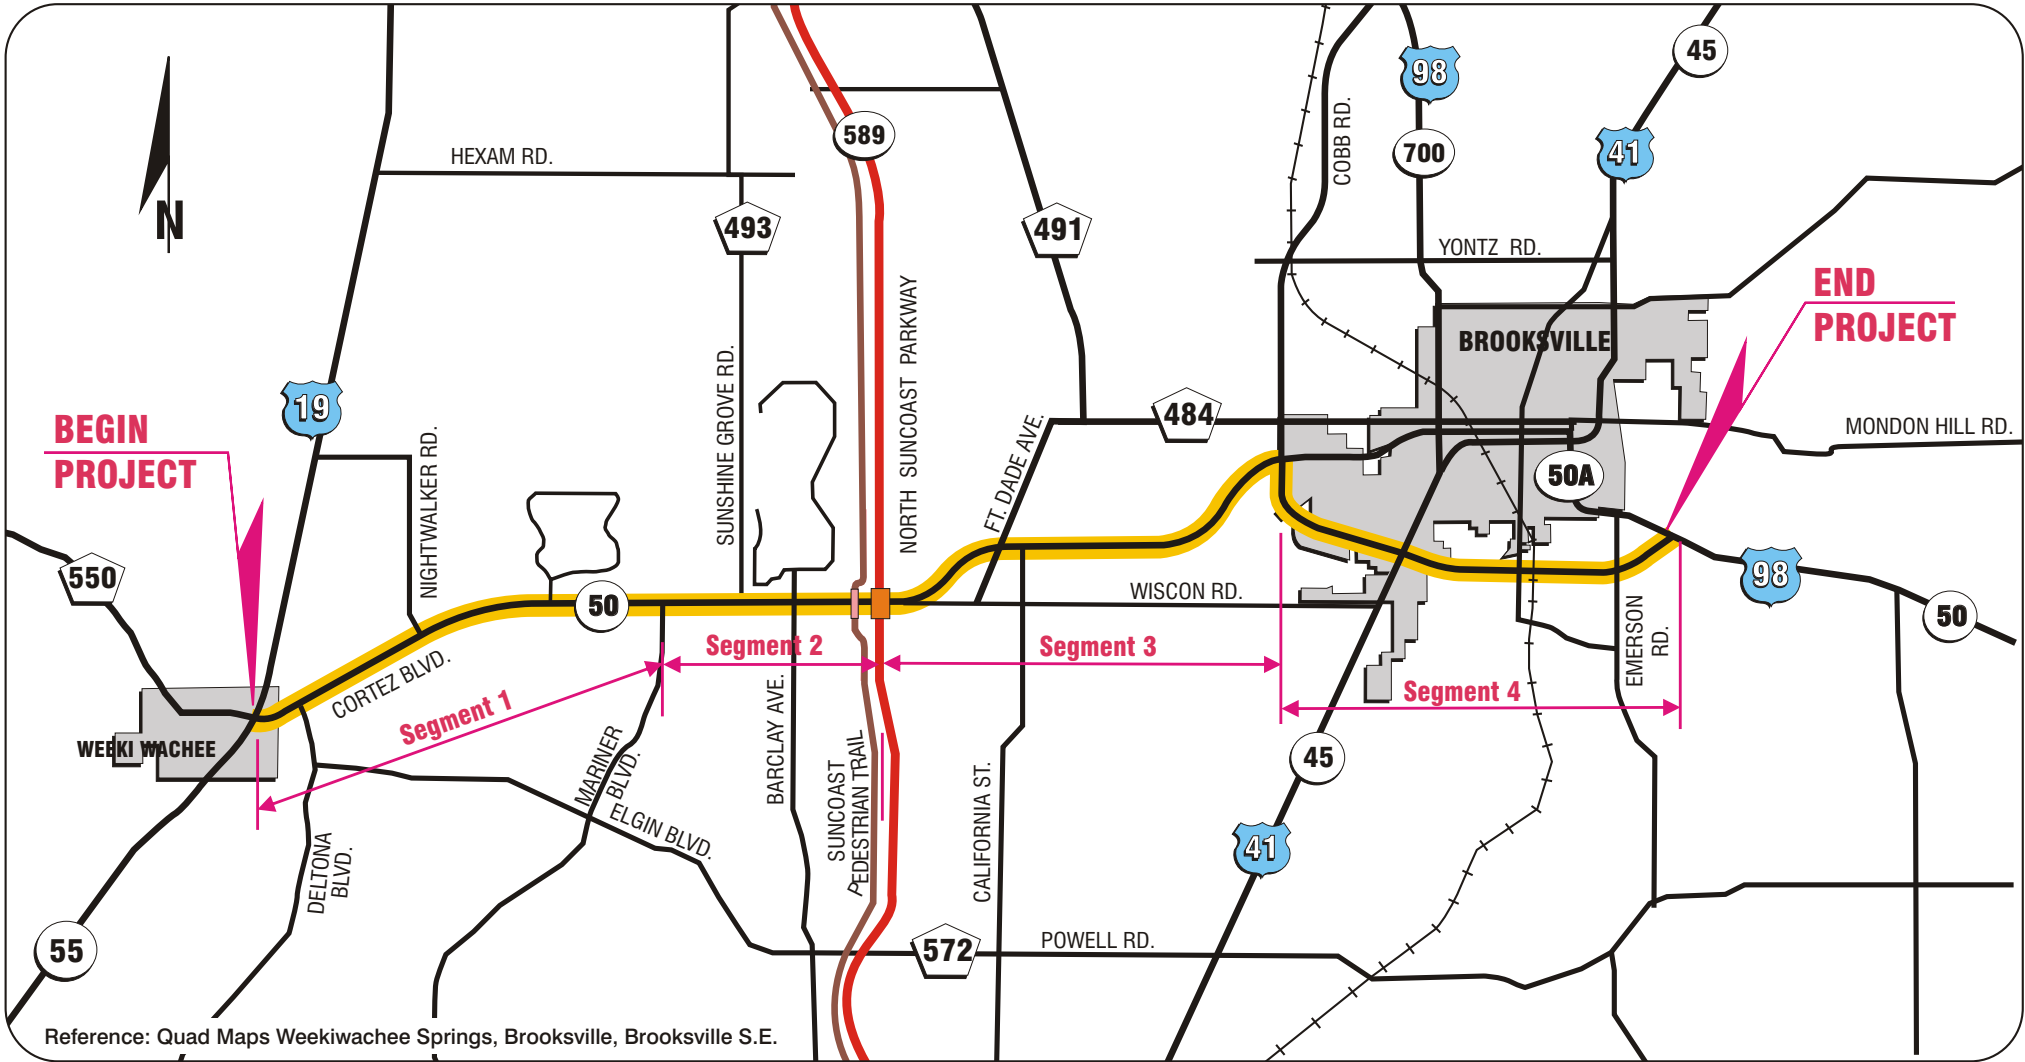 45
98
589
COBB RD.
700
41
HEXAM RD.
N
493
491
YONTZ RD.
END
PROJECT
NORTH SUNCOAST PARKWAY
BROOKSVILLE
SUNSHINE GROVE RD.
19
BEGIN
PROJECT
484
FT. DADE AVE.
MONDON HILL RD.
NIGHTWALKER RD.
50A
550
98
50
WISCON RD.
50
EMERSON
RD.
Segment 2
Segment 3
CORTEZ BLVD.
Segment 1
Segment 4
WEEKI WACHEE
MARINER
BLVD.
BARCLAY AVE.
SUNCOAST
PEDESTRIAN TRAIL
CALIFORNIA ST.
45
ELGIN BLVD.
41
DELTONA
BLVD.
55
572
POWELL RD.
Reference: Quad Maps Weekiwachee Springs, Brooksville, Brooksville S.E.